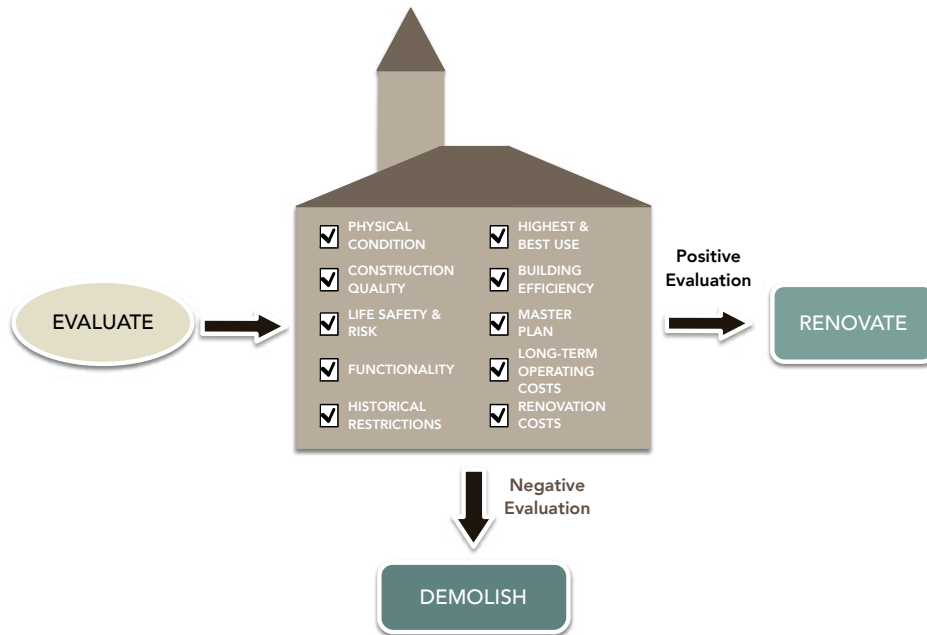 EVALUATE
PHYSICAL
CONDITION
CONSTRUCTION
QUALITY
LIFE SAFETY &
RISK
FUNCTIONALITY
HISTORICAL
RESTRICTIONS
HIGHEST &
BEST USE
BUILDING
EFFICIENCY
MASTER
PLAN
LONG-TERM
OPERATING
COSTS
RENOVATION
COSTS
Positive
Evaluation
RENOVATE
Negative
Evaluation
DEMOLISH